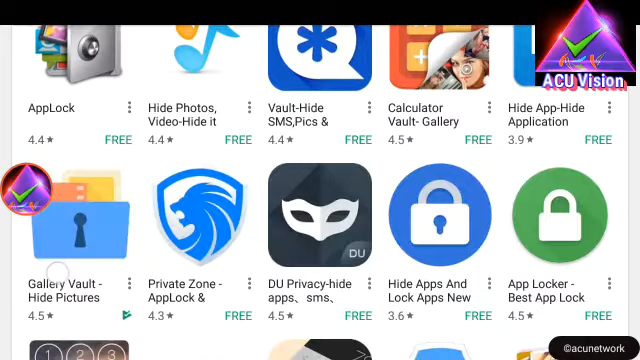 AppLock
Hide Photos,
Video-Hide it
Vault-Hide
SMS,Pics &
Calculator
Vault- Gallery
Hide App-Hide
Application
4.4★ FREE
4.4★ FREE
4.4★ FREE
4.5★ FREE
3.9★ FREE
ACU Vision
DU
Gallery Vault -
Hide Pictures
Private Zone -
AppLock &
DU Privacy-hide
apps、sms、
Hide Apps And
Lock Apps New
App Locker -
Best App Lock
4.5★
4.3★ FREE
4.5★ FREE
3.6★ FREE
4.5★ FREE
1 2 3
©acunetwork